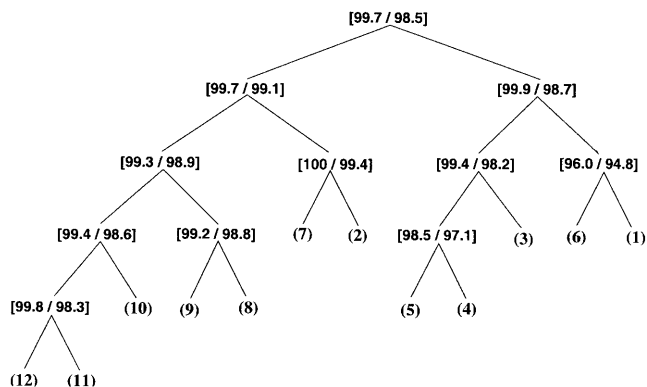 [99.7 / 98.5]
[99.7 / 99.1] [99.9 / 98.7]
[99.3 / 98.9] [100 / 99.4] [99.4 / 98.2] [96.0 / 94.8]
[99.4 / 98.6] [99.2 / 98.8] (7) (2) [98.5 / 97.1] (3) (6) (1)
[99.8 / 98.3] (10) (9) (8) (5) (4)
(12) (11)